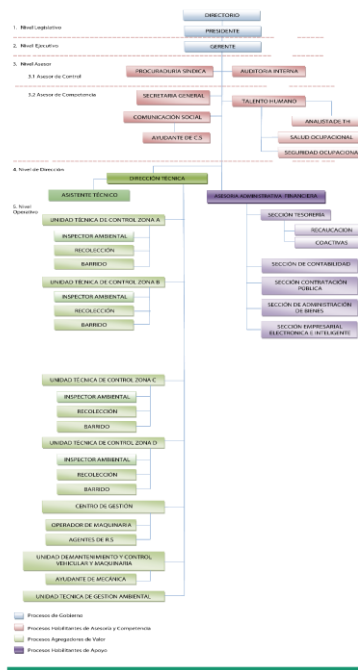 DIRECTORIO
1. Nivel Legislativo
PRESIDENTE
2. Nivel Ejecutivo
GERENTE
3. Nivel Asesor
PROCURADURÍA SÍNDICA
AUDITORIA INTERNA
3.1 Asesor de Control
3.2 Asesor de Competencia
SECRETARIA GENERAL
TALENTO HUMANO
COMUNICACIÓN SOCIAL
ANALISTA DE T.H
AYUDANTE DE C.S
SALUD OCUPACIONAL
SEGURIDAD OCUPACIONA
4. Nivel de Dirección
DIRECCIÓN TÉCNICA
ASISTENTE TÉCNICO
ASESORIA ADMINISTRATIVA FINANCIERA
5. Nivel
Operativo
SECCIÓN TESORERÍA
UNIDAD TÉCNICA DE CONTROL ZONA A
RECAUCACIÓN
INSPECTOR AMBIENTAL
COACTIVAS
RECOLECCIÓN
BARRIDO
SECCIÓN DE CONTABILIDAD
UNIDAD TÉCNICA DE CONTROL ZONA B
SECCIÓN CONTRATACIÓN
PÚBLICA
INSPECTOR AMBIENTAL
RECOLECCIÓN
SECCIÓN DE ADMINISTRACIÓN
DE BIENES
BARRIDO
SECCIÓN EMPRESARIAL
ELECTRONICA E INTELIGENTE
UNIDAD TÉCNICA DE CONTROL ZONA C
INSPECTOR AMBIENTAL
RECOLECCIÓN
BARRIDO
UNIDAD TÉCNICA DE CONTROL ZONA D
INSPECTOR AMBIENTAL
RECOLECCIÓN
BARRIDO
CENTRO DE GESTIÓN
OPERADOR DE MAQUINARIA
AGENTES DE R.S
UNIDAD DE MANTENIMIENTO Y CONTROL
VEHICULAR Y MAQUINARIA
AYUDANTE DE MECÁNICA
UNIDAD TECNICA DE GESTIÓN AMBIENTAL
Procesos de Gobierno
Procesos Habilitantes de Asesoría y Competencia
Procesos Agregadores de Valor
Procesos Habilitantes de Apoyo